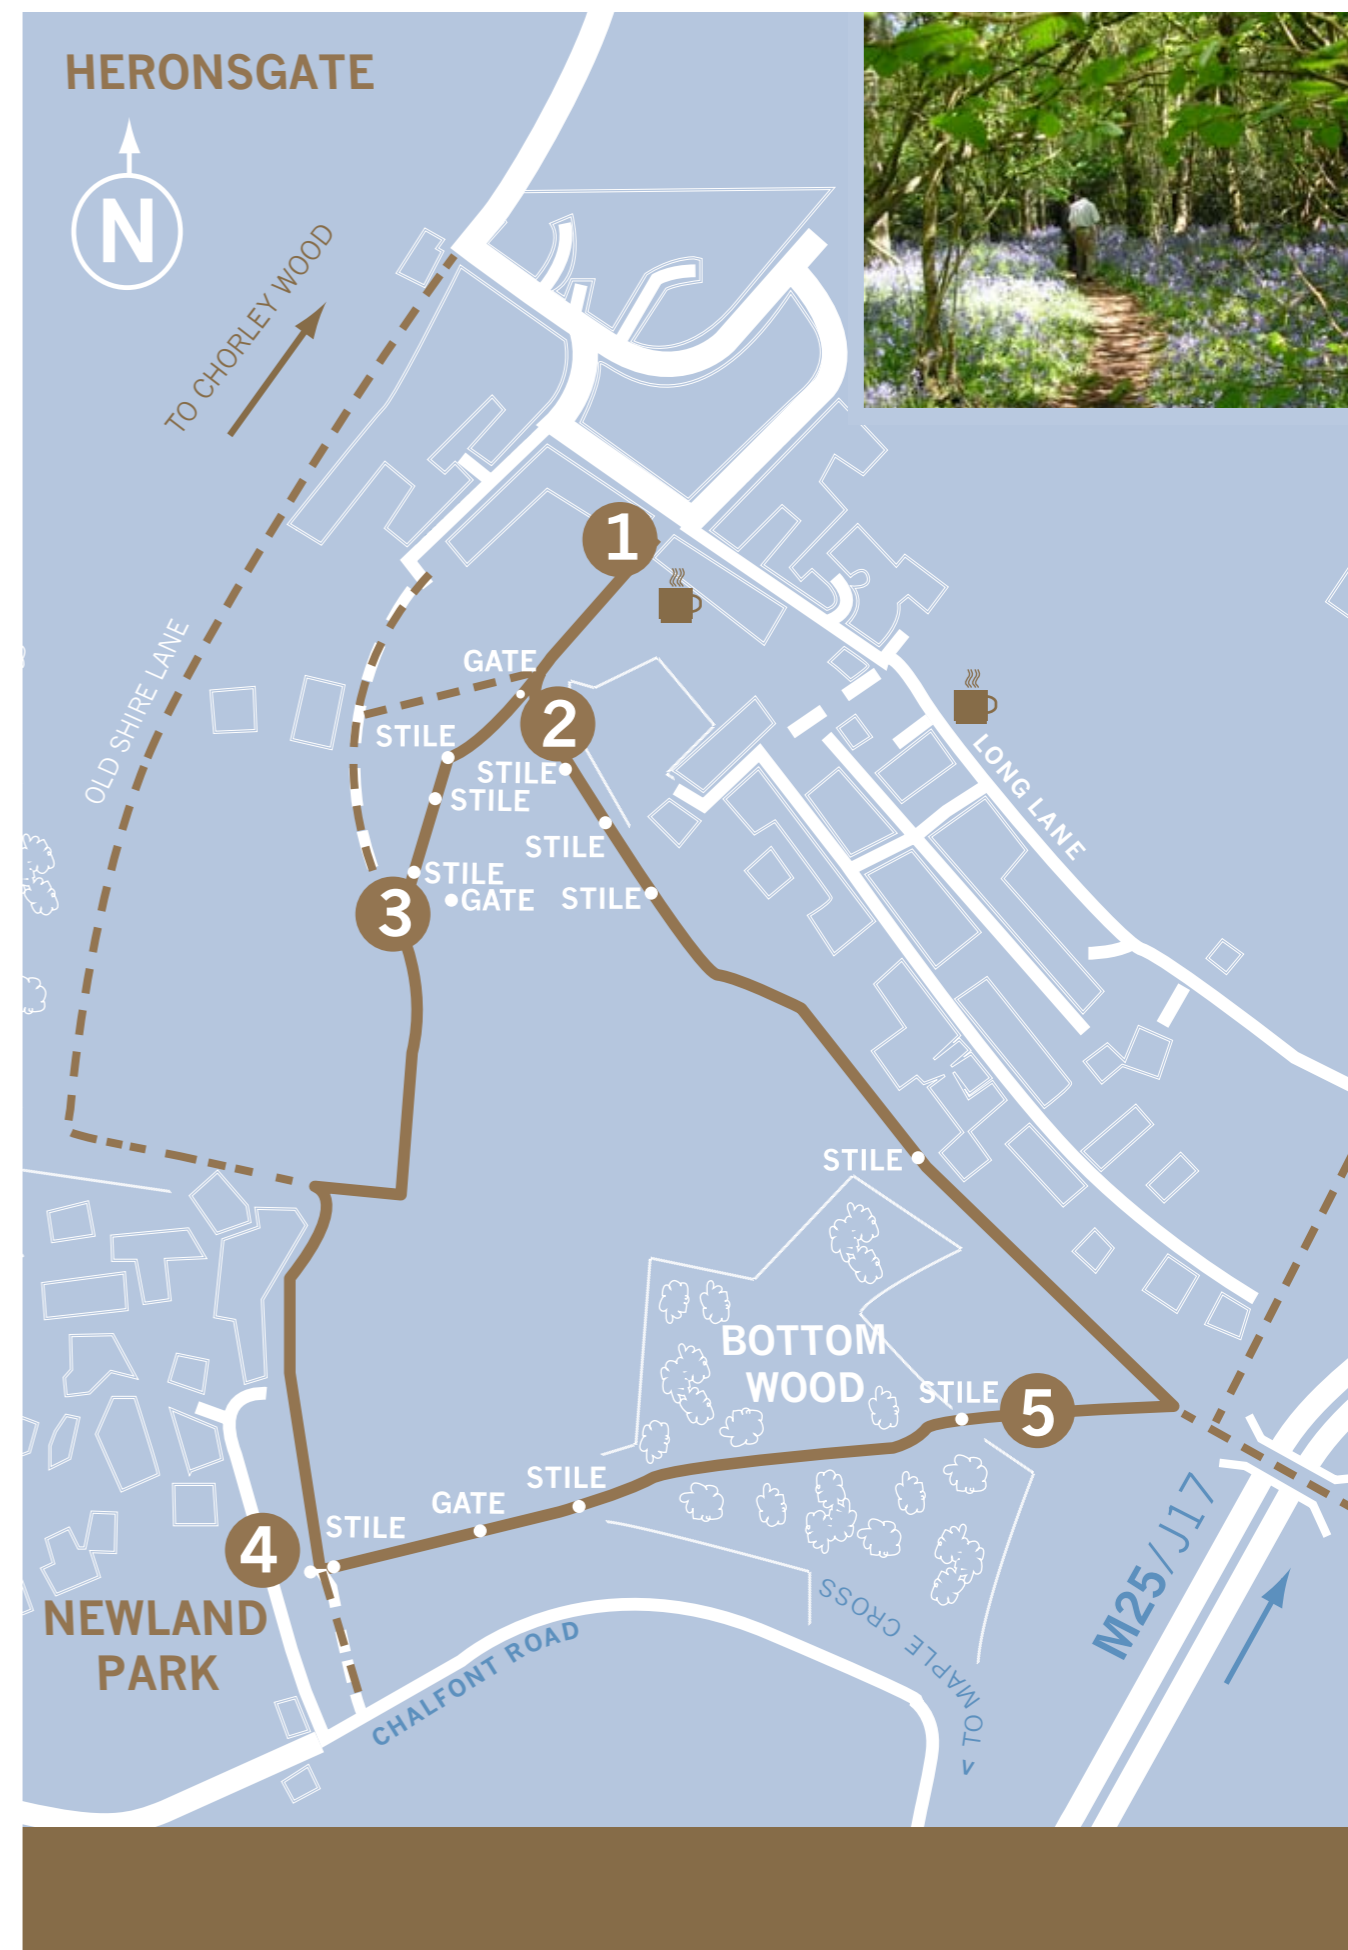 HERONSGATE
N
TO CHORLEY WOOD
1
GATE
OLD SHIRE LANE
2
STILE
STILE
STILE
LONG LANE
STILE
STILE
GATE
STILE
3
STILE
BOTTOM
WOOD
STILE
5
STILE
GATE
STILE
4
M25/J17
NEWLAND
PARK
CHALFONT ROAD
< TO MAPLE CROSS